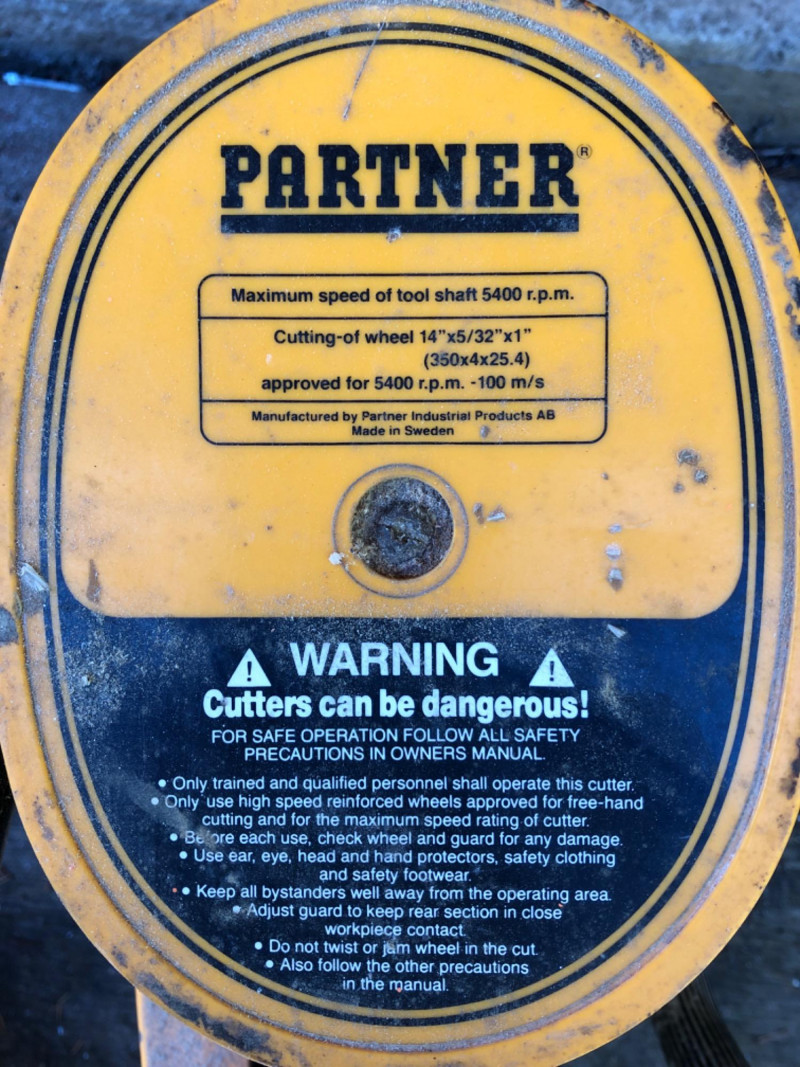 PARTNER®
Maximum speed of tool shaft 5400 r.p.m.
Cutting-of wheel 14”x5/32”x1”
(350x4x25.4)
approved for 5400 r.p.m. -100 m/s
Manufactured by Partner Industrial Products AB
Made in Sweden
! WARNING !
Cutters can be dangerous!
FOR SAFE OPERATION FOLLOW ALL SAFETY
PRECAUTIONS IN OWNERS MANUAL.
• Only trained and qualified personnel shall operate this cutter.
• Only use high speed reinforced wheels approved for free-hand
cutting and for the maximum speed rating of cutter.
• Before each use, check wheel and guard for any damage.
• Use ear, eye, head and hand protectors, safety clothing
and safety footwear.
• Keep all bystanders well away from the operating area.
• Adjust guard to keep rear section in close
workpiece contact.
• Do not twist or jam wheel in the cut.
• Also follow the other precautions
in the manual.